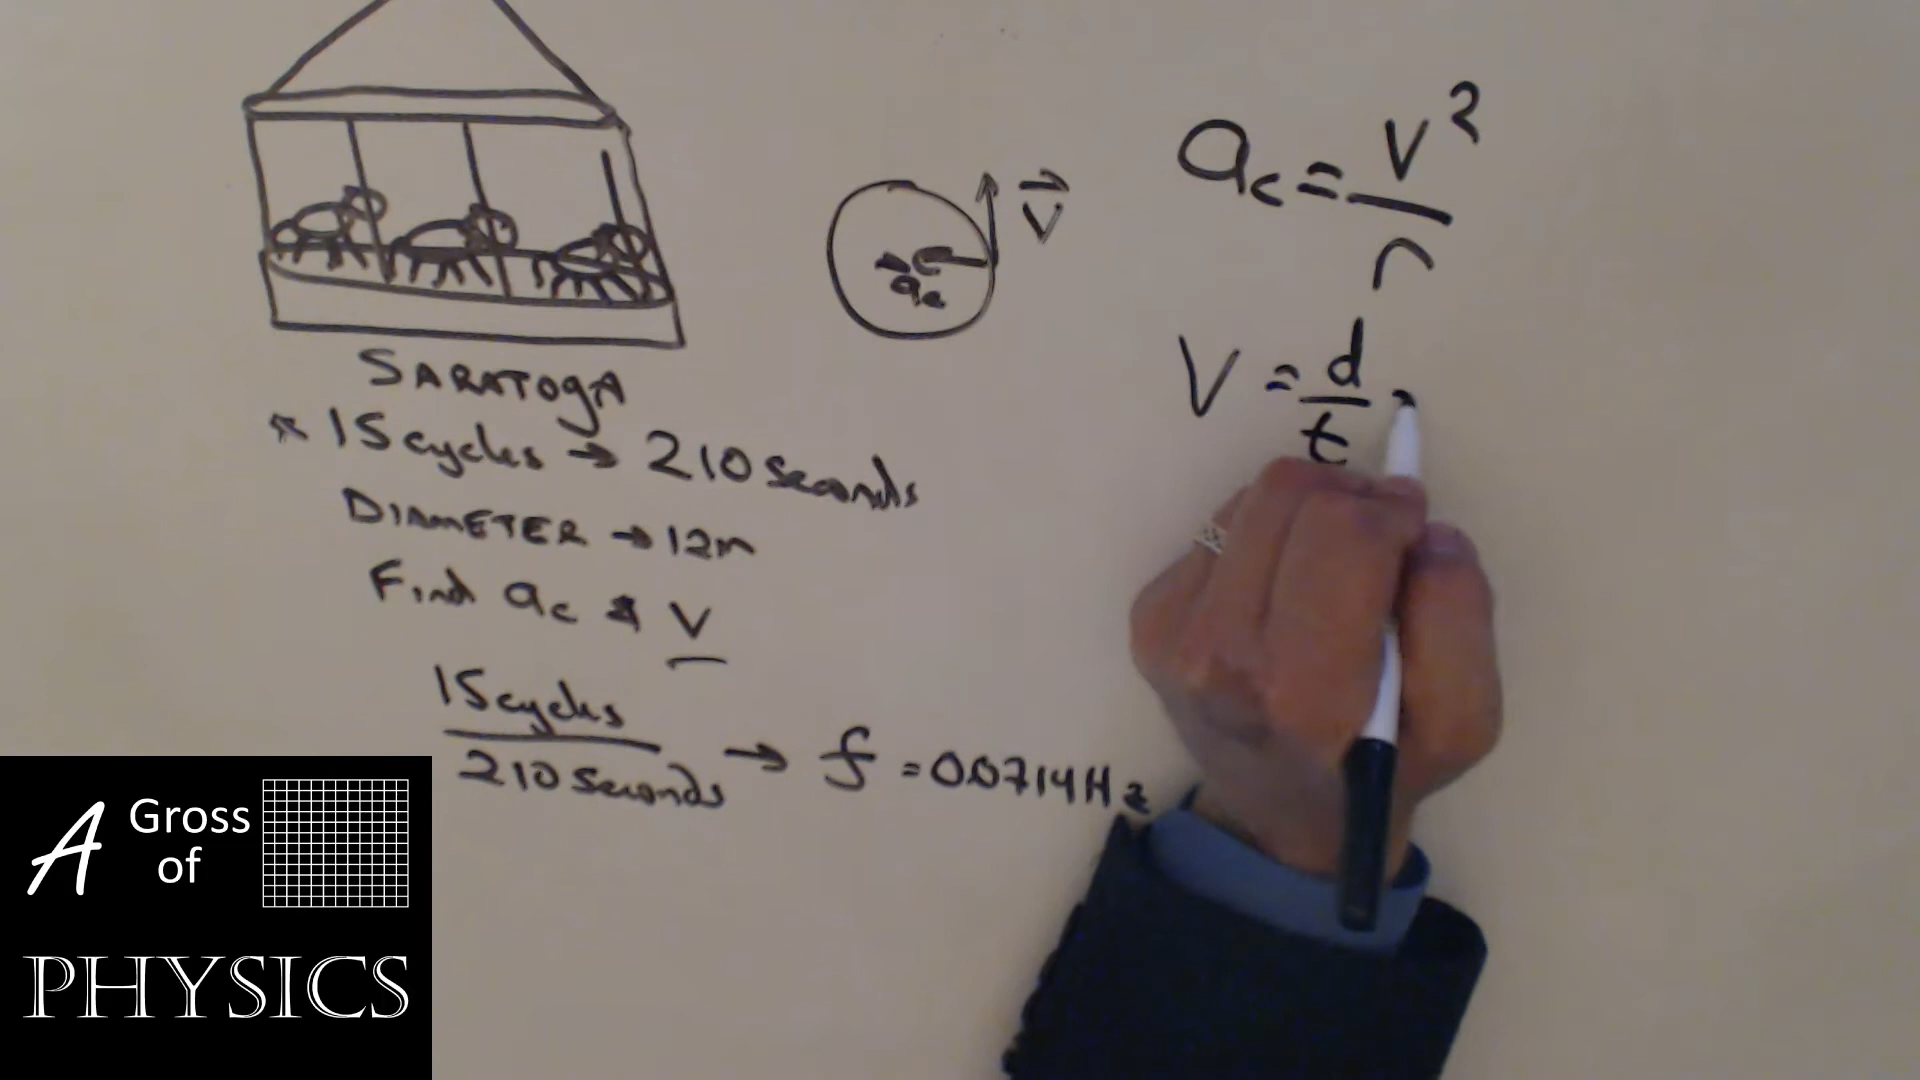 SARATOGA
* 15 cycles → 210 seconds
DIAMETER → 12m
Find ac & V
15 cycles
210 seconds
→ f = 0.0714 Hz
V
ac
ac = V²
r
V = d
t
A Gross of
PHYSICS